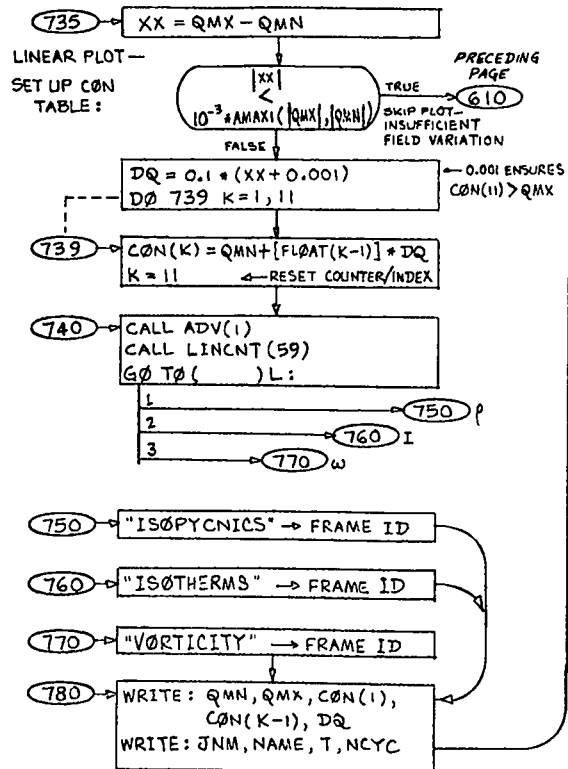 735 XX = QMX - QMN
LINEAR PLOT—
SET UP CØN
TABLE:
|XX|
<
10⁻³*AMAX1(|QMX|,|QMN|)
TRUE
PRECEDING
PAGE
610
SKIP PLOT—
INSUFFICIENT
FIELD VARIATION
FALSE
DQ = 0.1 * (XX + 0.001)
DØ 739 K = 1, 11
← 0.001 ENSURES
CØN(11) > QMX
739 CØN(K) = QMN + [FLØAT(K-1)] * DQ
K = 11 ← RESET COUNTER/INDEX
740 CALL ADV(1)
CALL LINCNT(59)
GØ TØ ( ) L:
1 750 ρ
2 760 I
3 770 ω
750 "ISØPYCNICS" → FRAME ID
760 "ISØTHERMS" → FRAME ID
770 "VØRTICITY" → FRAME ID
780 WRITE: QMN, QMX, CØN(1),
CØN(K-1), DQ
WRITE: JNM, NAME, T, NCYC